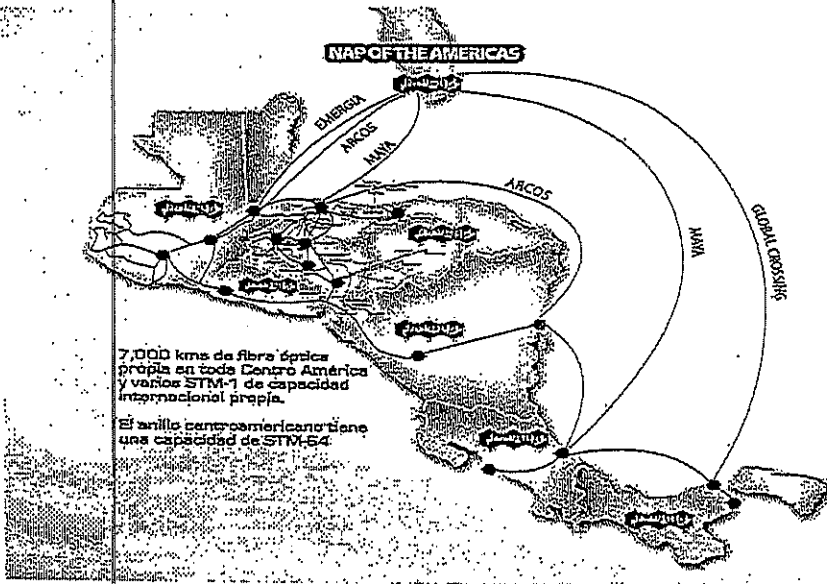 NAP OF THE AMERICAS
EMERGIA
ARCOS
MAYA
ARCOS
MAYA
GLOBAL CROSSING
7,000 kms de fibra óptica
propia en toda Centro América
y varios STM-1 de capacidad
internacional propia.
El anillo centroamericano tiene
una capacidad de STM-64